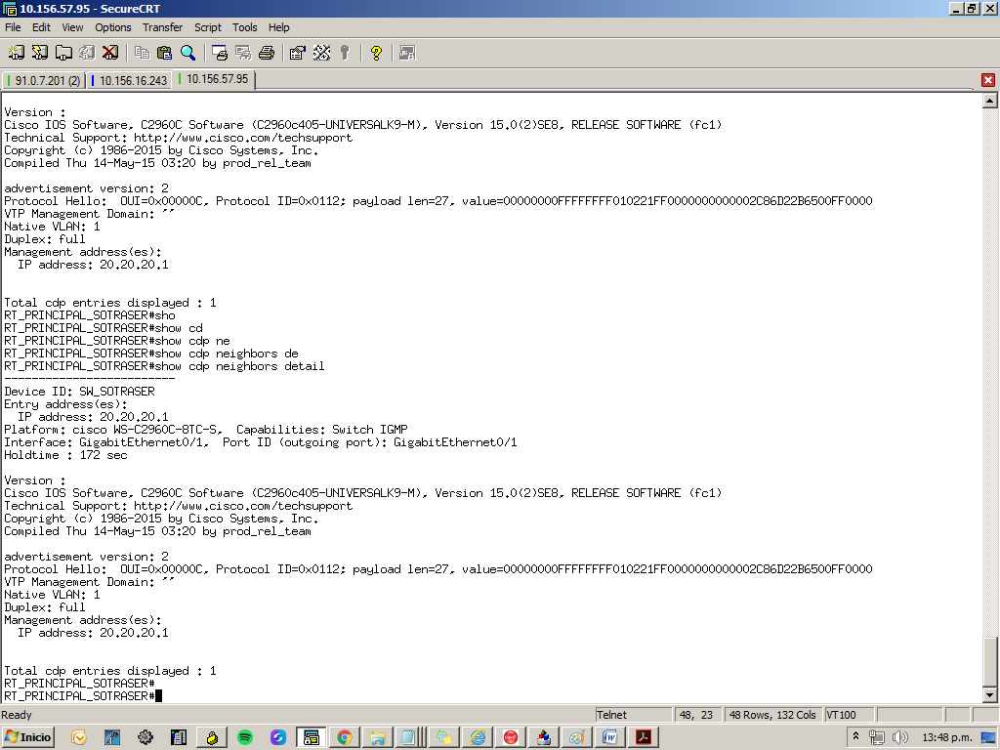 10.156.57.95 - SecureCRT
File Edit View Options Transfer Script Tools Help
91.0.7.201 (2) 10.156.16.243 10.156.57.95
Version :
Cisco IOS Software, C2960C Software (C2960c405-UNIVERSALK9-M), Version 15.0(2)SE8, RELEASE SOFTWARE (fc1)
Technical Support: http://www.cisco.com/techsupport
Copyright (c) 1986-2015 by Cisco Systems, Inc.
Compiled Thu 14-May-15 03:20 by prod_rel_team
advertisement version: 2
Protocol Hello:  OUI=0x00000C, Protocol ID=0x0112; payload len=27, value=00000000FFFFFFFF010221FF0000000000002C86D22B6500FF0000
VTP Management Domain: ''
Native VLAN: 1
Duplex: full
Management address(es):
  IP address: 20.20.20.1
Total cdp entries displayed : 1
RT_PRINCIPAL_SOTRASER#sho
RT_PRINCIPAL_SOTRASER#show cd
RT_PRINCIPAL_SOTRASER#show cdp ne
RT_PRINCIPAL_SOTRASER#show cdp neighbors de
RT_PRINCIPAL_SOTRASER#show cdp neighbors detail
-------------------------
Device ID: SW_SOTRASER
Entry address(es):
  IP address: 20.20.20.1
Platform: cisco WS-C2960C-8TC-S,  Capabilities: Switch IGMP
Interface: GigabitEthernet0/1,  Port ID (outgoing port): GigabitEthernet0/1
Holdtime : 172 sec
Version :
Cisco IOS Software, C2960C Software (C2960c405-UNIVERSALK9-M), Version 15.0(2)SE8, RELEASE SOFTWARE (fc1)
Technical Support: http://www.cisco.com/techsupport
Copyright (c) 1986-2015 by Cisco Systems, Inc.
Compiled Thu 14-May-15 03:20 by prod_rel_team
advertisement version: 2
Protocol Hello:  OUI=0x00000C, Protocol ID=0x0112; payload len=27, value=00000000FFFFFFFF010221FF0000000000002C86D22B6500FF0000
VTP Management Domain: ''
Native VLAN: 1
Duplex: full
Management address(es):
  IP address: 20.20.20.1
Total cdp entries displayed : 1
RT_PRINCIPAL_SOTRASER#
RT_PRINCIPAL_SOTRASER#
Ready Telnet 48, 23 48 Rows, 132 Cols VT100
Inicio 13:48 p.m.